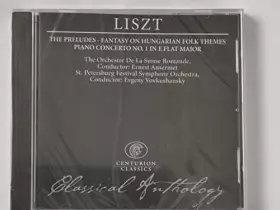 LISZT
THE PRELUDES - FANTASY ON HUNGARIAN FOLK THEMES
PIANO CONCERTO NO. 1 IN E.FLAT MAJOR
The Orchestre De La Suisse Romande,
Conductor: Ernest Ansermet
St. Petersburg Festival Symphony Orchestra,
Conductor: Evgeny
CENTURION
CLASSICS
Classical Anthology